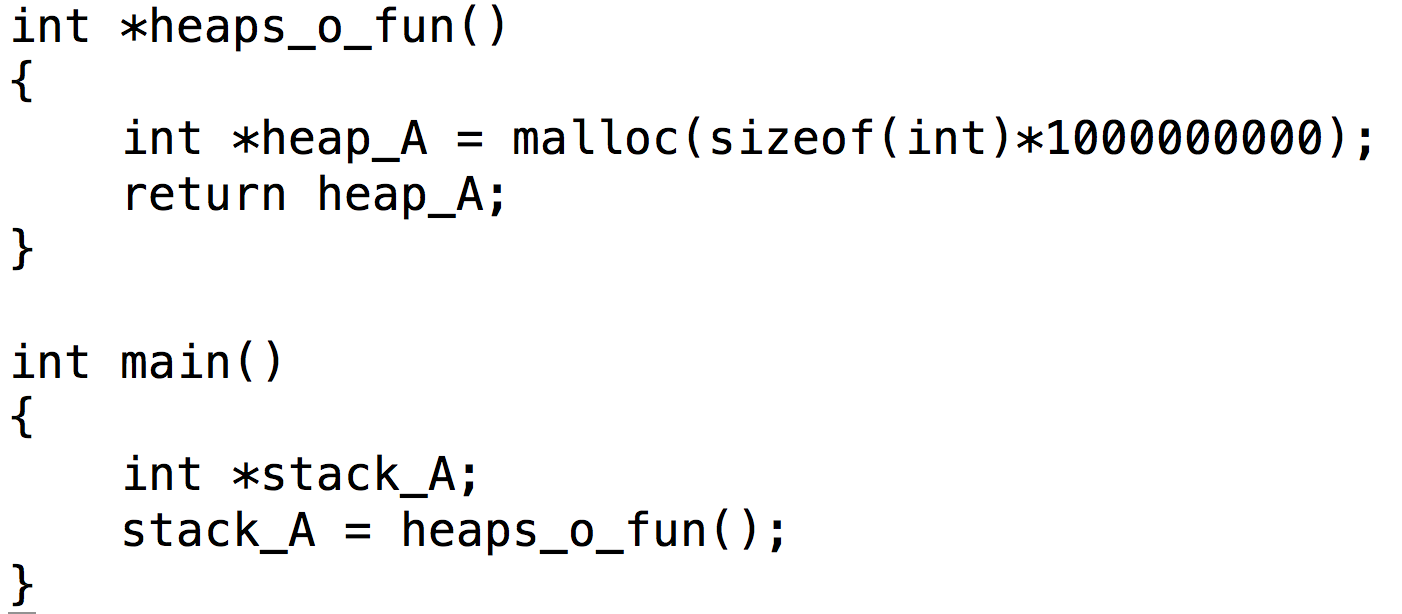 int *heaps_o_fun()
{
    int *heap_A = malloc(sizeof(int)*1000000000);
    return heap_A;
}

int main()
{
    int *stack_A;
    stack_A = heaps_o_fun();
}